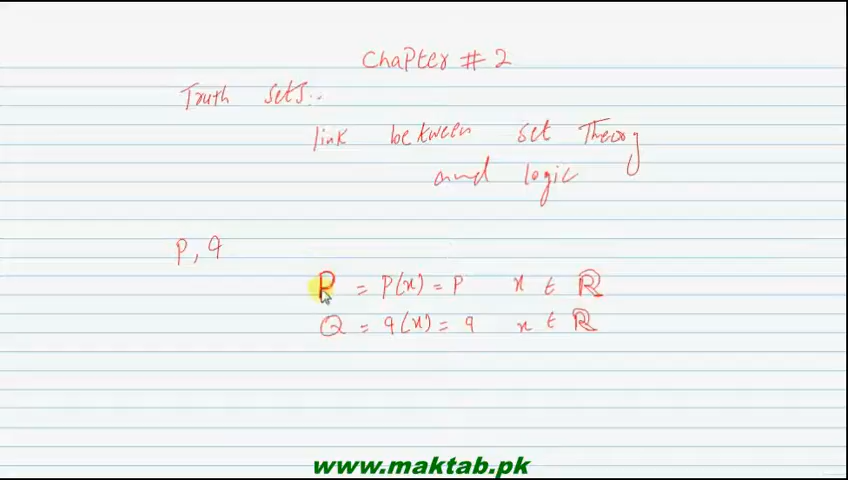 Chapter # 2
Truth sets:-
link between set Theory
and logic
P, q
P = P(x) = P x ∈ ℝ
Q = q(x) = q x ∈ ℝ
www.maktab.pk